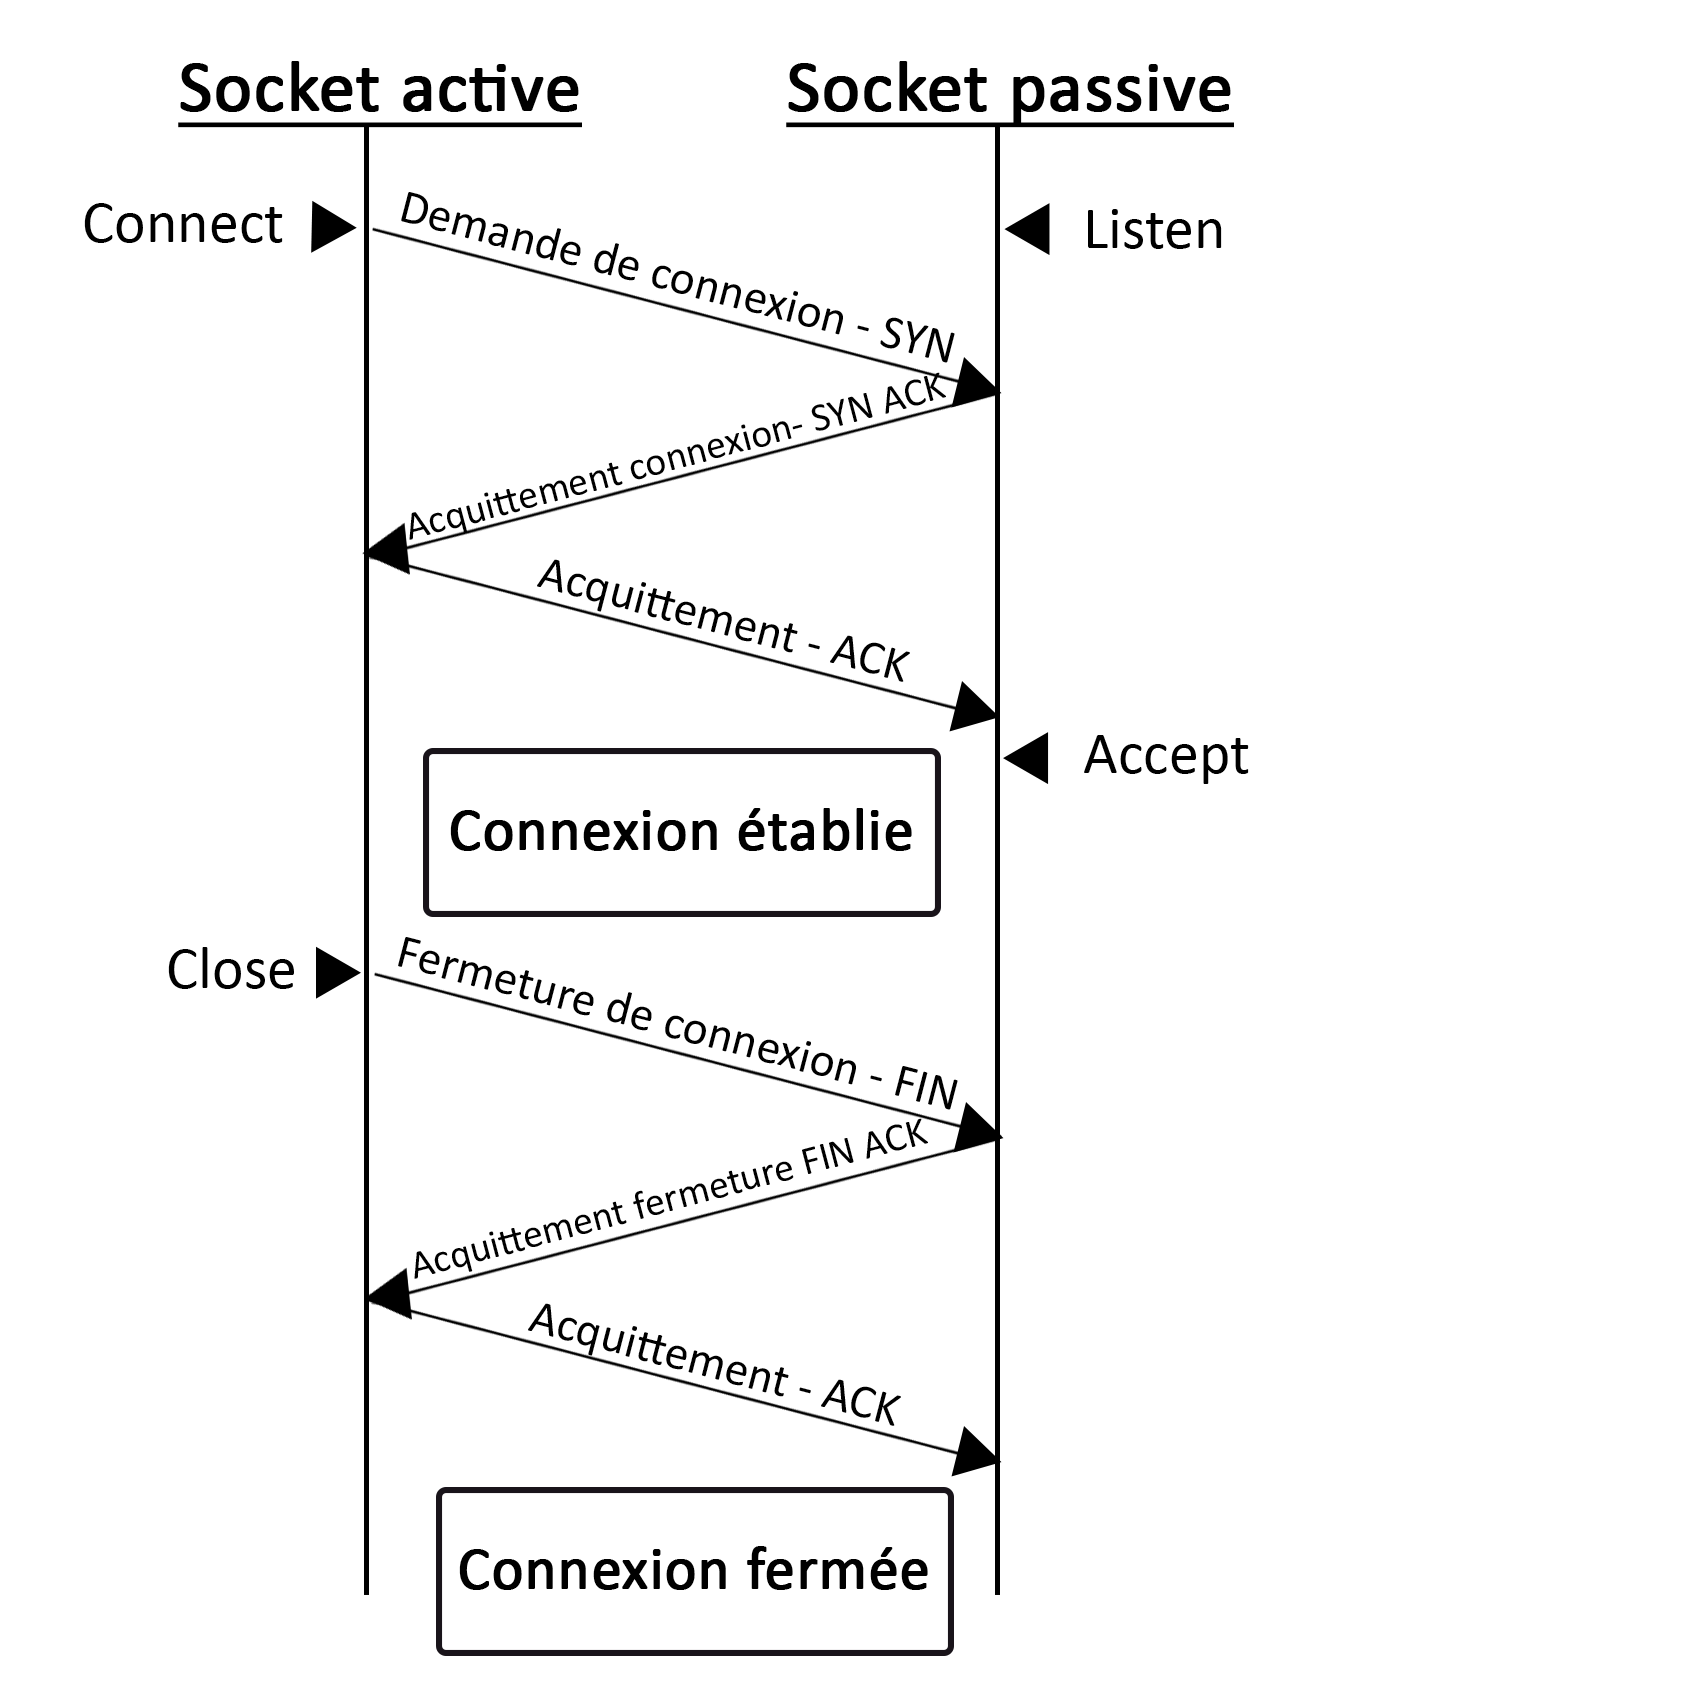 Socket active
Socket passive
Connect
Listen
Demande de connexion - SYN
Acquittement connexion- SYN ACK
Acquittement - ACK
Accept
Connexion établie
Close
Fermeture de connexion - FIN
Acquittement fermeture FIN ACK
Acquittement - ACK
Connexion fermée